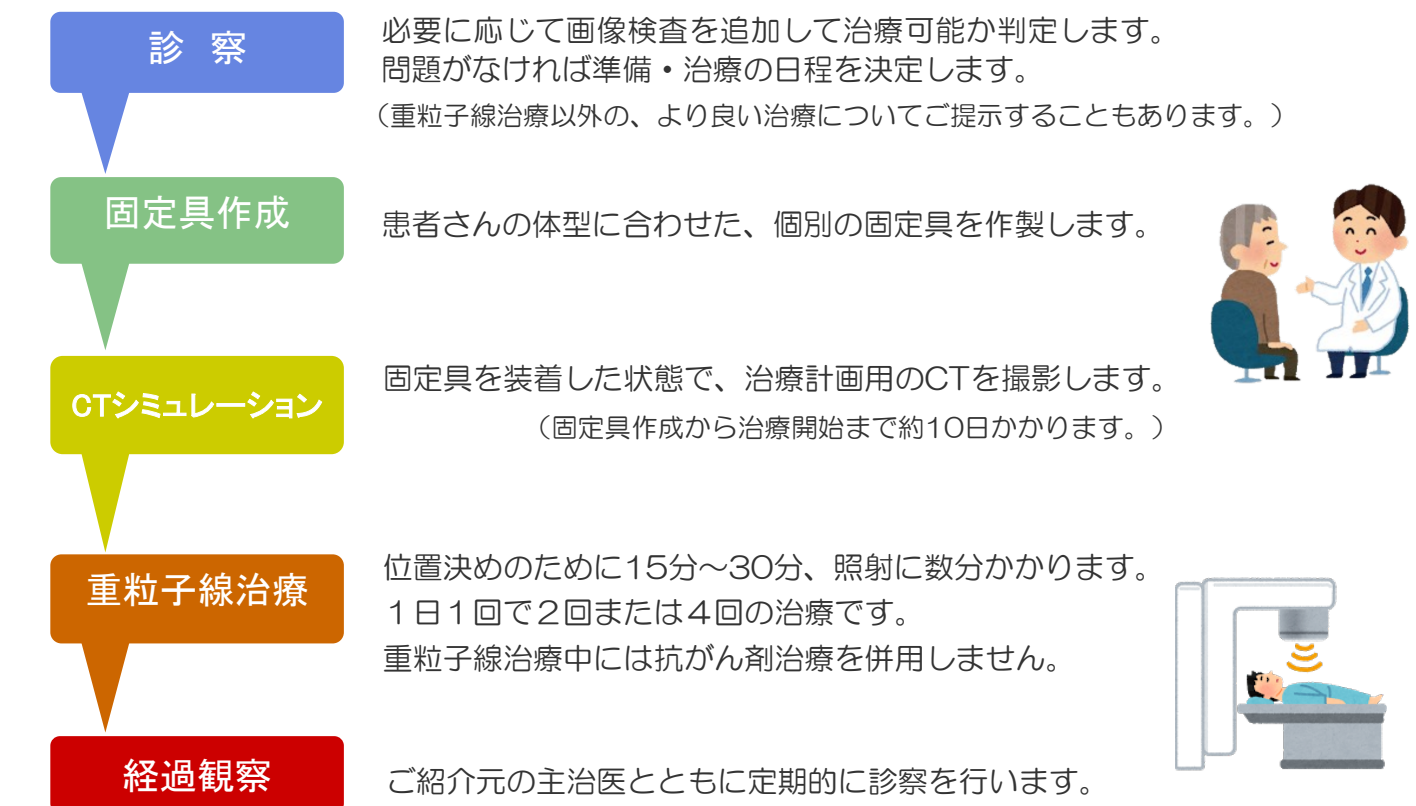 診 察
必要に応じて画像検査を追加して治療可能か判定します。
問題がなければ準備・治療の日程を決定します。
（重粒子線治療以外の、より良い治療についてご提示することもあります。）
固定具作成
患者さんの体型に合わせた、個別の固定具を作製します。
CTシミュレーション
固定具を装着した状態で、治療計画用のCTを撮影します。
（固定具作成から治療開始まで約10日かかります。）
重粒子線治療
位置決めのために15分～30分、照射に数分かかります。
１日１回で２回または４回の治療です。
重粒子線治療中には抗がん剤治療を併用しません。
経過観察
ご紹介元の主治医とともに定期的に診察を行います。